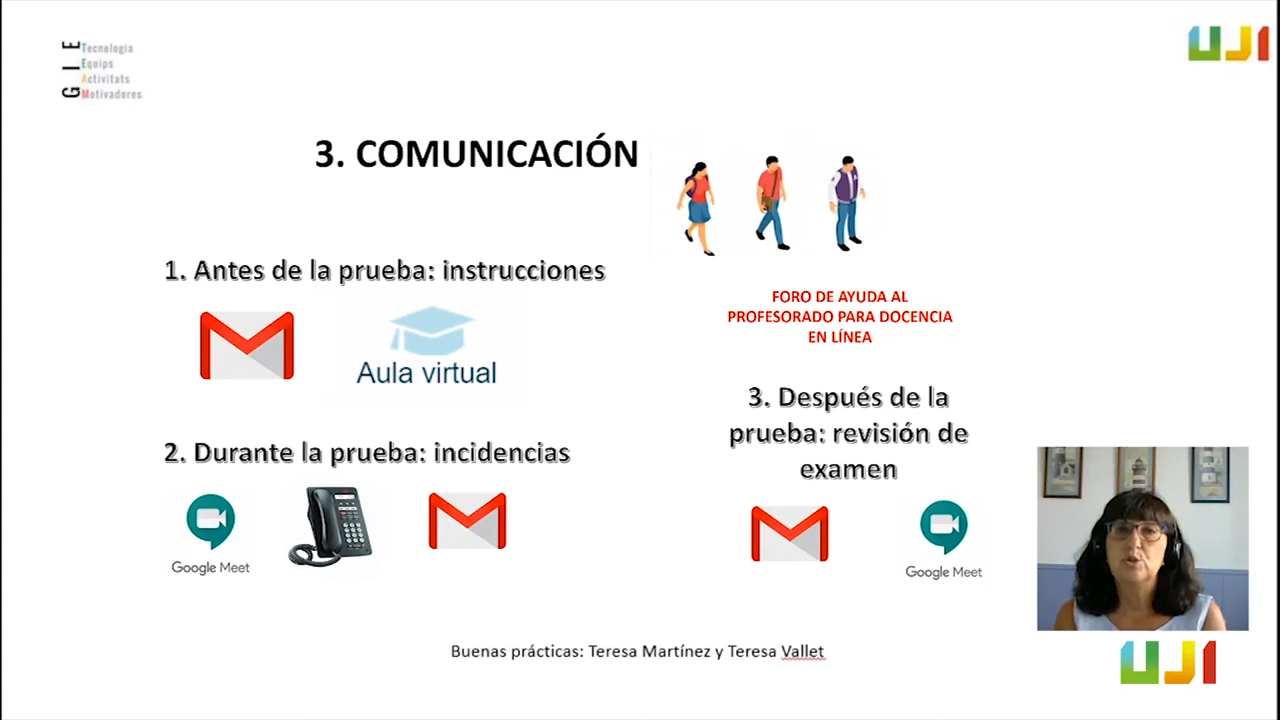 GIE
Tecnologia
Equips
Activitats
Motivadores
UJI
3. COMUNICACIÓN
1. Antes de la prueba: instrucciones
Aula virtual
FORO DE AYUDA AL
PROFESORADO PARA DOCENCIA
EN LÍNEA
2. Durante la prueba: incidencias
Google Meet
3. Después de la
prueba: revisión de
examen
Google Meet
Buenas prácticas: Teresa Martínez y Teresa Vallet
UJI